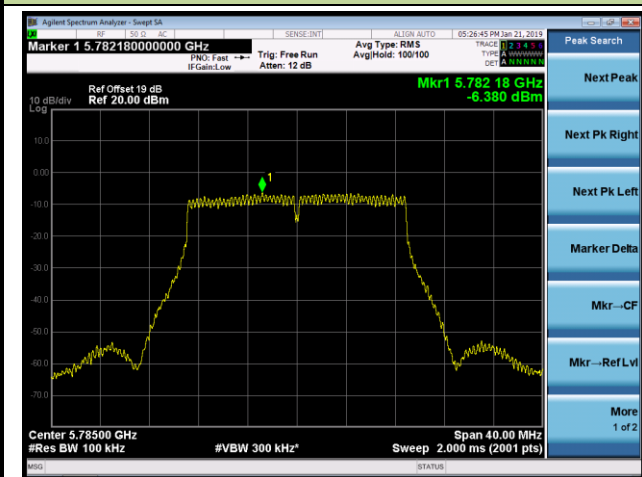 Agilent Spectrum Analyzer - Swept SA
RF 50 Ω AC SENSE:INT ALIGN AUTO 05:26:45 PM Jan 21, 2019
Marker 1 5.782180000000 GHz
PNO: Fast
IFGain:Low
Trig: Free Run
Atten: 12 dB
Avg Type: RMS
Avg|Hold: 100/100
TRACE 1 2 3 4 5 6
TYPE A WWWWW
DET A N N N N N
Peak Search
Mkr1 5.782 18 GHz
-6.380 dBm
Ref Offset 19 dB
10 dB/div Ref 20.00 dBm
Log
10.0
0.00
-10.0
-20.0
-30.0
-40.0
-50.0
-60.0
-70.0
1
Next Peak
Next Pk Right
Next Pk Left
Marker Delta
Mkr→CF
Mkr→Ref Lvl
More
1 of 2
Center 5.78500 GHz Span 40.00 MHz
#Res BW 100 kHz #VBW 300 kHz* Sweep 2.000 ms (2001 pts)
MSG STATUS